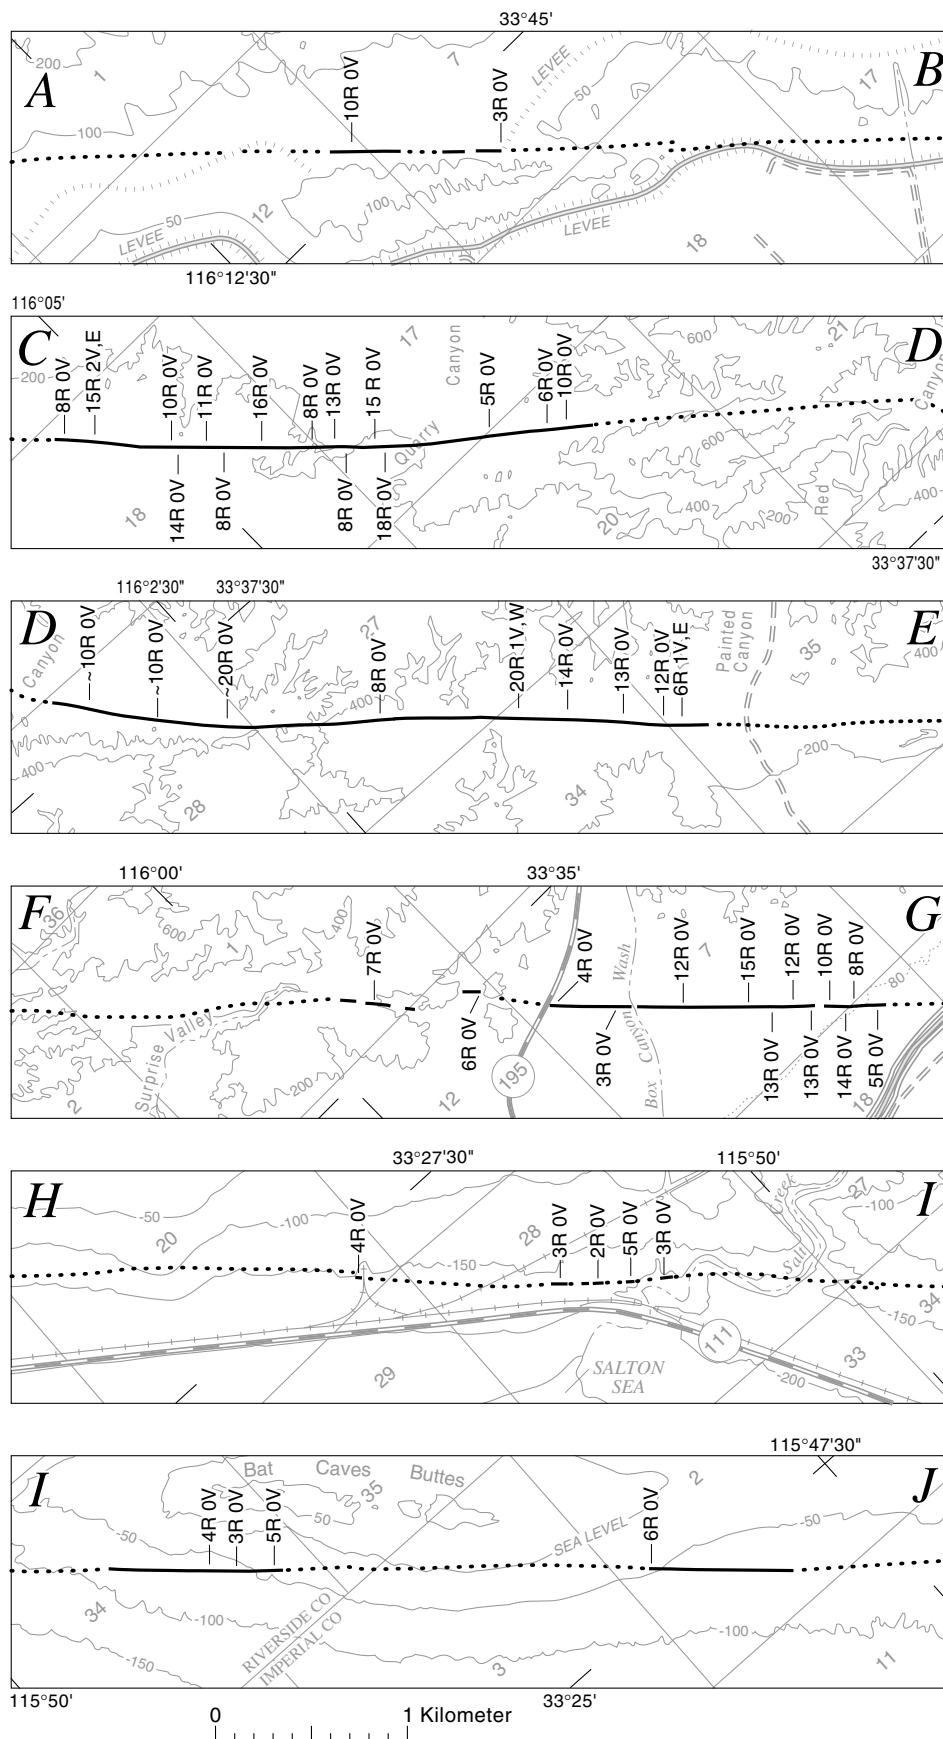 33°45'
A
B
200
1
7
LEVEE
50
17
10R 0V
3R 0V
100
12
100
50
LEVEE
LEVEE
18
116°12'30"
116°05'
C
D
200
17
Canyon
600
21
Canyon
8R 0V
15R 2V,E
10R 0V
11R 0V
16R 0V
8R 0V
13R 0V
15 R 0V
5R 0V
6R 0V
10R 0V
Quarry
600
14R 0V
8R 0V
8R 0V
18R 0V
18
20
400
200
Red
400
33°37'30"
116°2'30"
33°37'30"
D
E
Canyon
~10R 0V
~10R 0V
~20R 0V
27
8R 0V
400
20R 1V,W
14R 0V
13R 0V
12R 0V
6R 1V,E
Painted
Canyon
35
400
400
200
28
34
116°00'
33°35'
F
G
36
600
1
400
7R 0V
4R 0V
Wash
12R 0V
7
15R 0V
12R 0V
10R 0V
8R 0V
80
6R 0V
3R 0V
Surprise Valley
200
195
Box Canyon
13R 0V
13R 0V
14R 0V
5R 0V
2
12
18
33°27'30"
115°50'
H
I
-50
20
-100
4R 0V
-150
28
3R 0V
2R 0V
5R 0V
3R 0V
Creek
Salt
27
-100
34
-150
111
29
SALTON
SEA
33
-200
115°47'30"
I
J
Bat Caves Buttes
35
2
-50
4R 0V
3R 0V
5R 0V
50
SEA LEVEL
6R 0V
-50
34
-100
RIVERSIDE CO
IMPERIAL CO
-100
-150
3
11
115°50'
33°25'
0
1 Kilometer